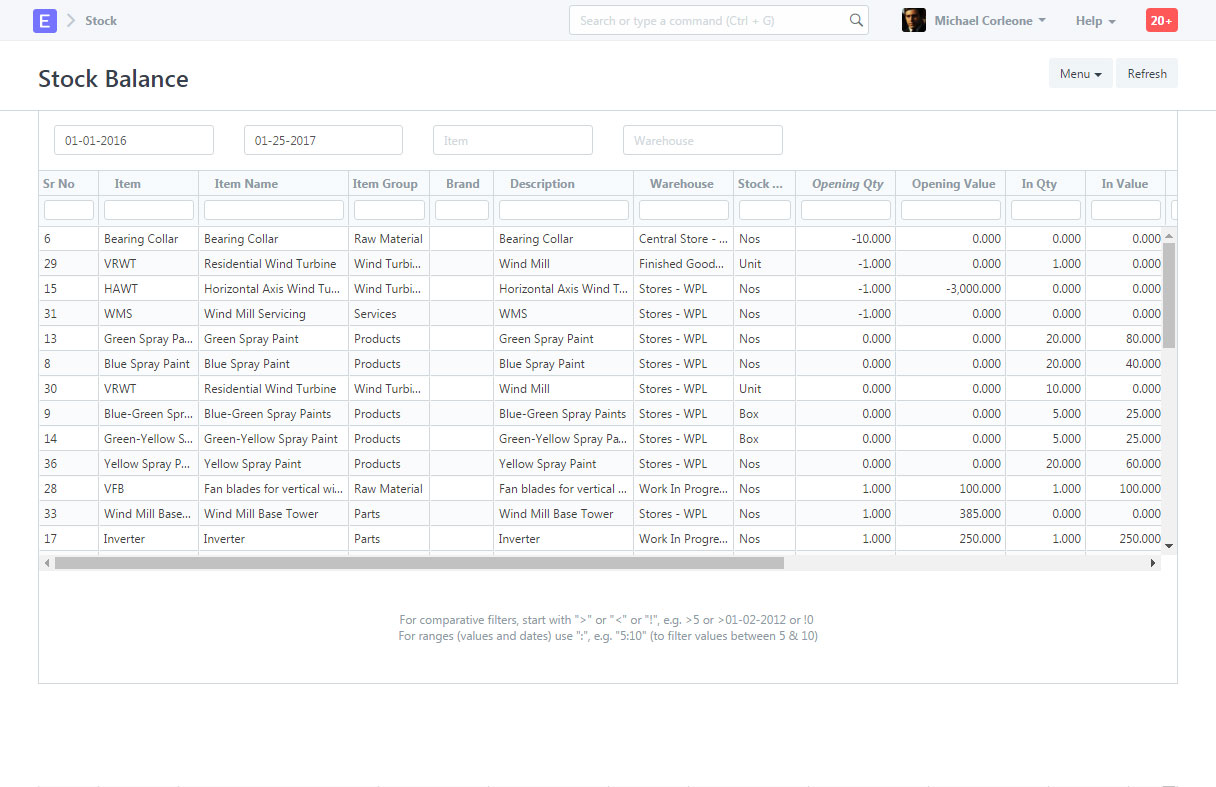 E Stock Search or type a command (Ctrl + G) Michael Corleone Help 20+
Stock Balance Menu Refresh
01-01-2016 01-25-2017 Item Warehouse
Sr No Item Item Name Item Group Brand Description Warehouse Stock ... Opening Qty Opening Value In Qty In Value
6 Bearing Collar Bearing Collar Raw Material Bearing Collar Central Store - ... Nos -10.000 0.000 0.000 0.000
29 VRWT Residential Wind Turbine Wind Turbi... Wind Mill Finished Good... Unit -1.000 0.000 1.000 0.000
15 HAWT Horizontal Axis Wind Tu... Wind Turbi... Horizontal Axis Wind T... Stores - WPL Nos -1.000 -3,000.000 0.000 0.000
31 WMS Wind Mill Servicing Services WMS Stores - WPL Nos -1.000 0.000 0.000 0.000
13 Green Spray Pa... Green Spray Paint Products Green Spray Paint Stores - WPL Nos 0.000 0.000 20.000 80.000
8 Blue Spray Paint Blue Spray Paint Products Blue Spray Paint Stores - WPL Nos 0.000 0.000 20.000 40.000
30 VRWT Residential Wind Turbine Wind Turbi... Wind Mill Stores - WPL Unit 0.000 0.000 10.000 0.000
9 Blue-Green Spr... Blue-Green Spray Paints Products Blue-Green Spray Paints Stores - WPL Box 0.000 0.000 5.000 25.000
14 Green-Yellow S... Green-Yellow Spray Paint Products Green-Yellow Spray Pa... Stores - WPL Box 0.000 0.000 5.000 25.000
36 Yellow Spray P... Yellow Spray Paint Products Yellow Spray Paint Stores - WPL Nos 0.000 0.000 20.000 60.000
28 VFB Fan blades for vertical wi... Raw Material Fan blades for vertical ... Work In Progre... Nos 1.000 100.000 1.000 100.000
33 Wind Mill Base... Wind Mill Base Tower Parts Wind Mill Base Tower Stores - WPL Nos 1.000 385.000 0.000 0.000
17 Inverter Inverter Parts Inverter Work In Progre... Nos 1.000 250.000 1.000 250.000
For comparative filters, start with ">" or "<" or "!", e.g. >5 or >01-02-2012 or !0
For ranges (values and dates) use ":", e.g. "5:10" (to filter values between 5 & 10)